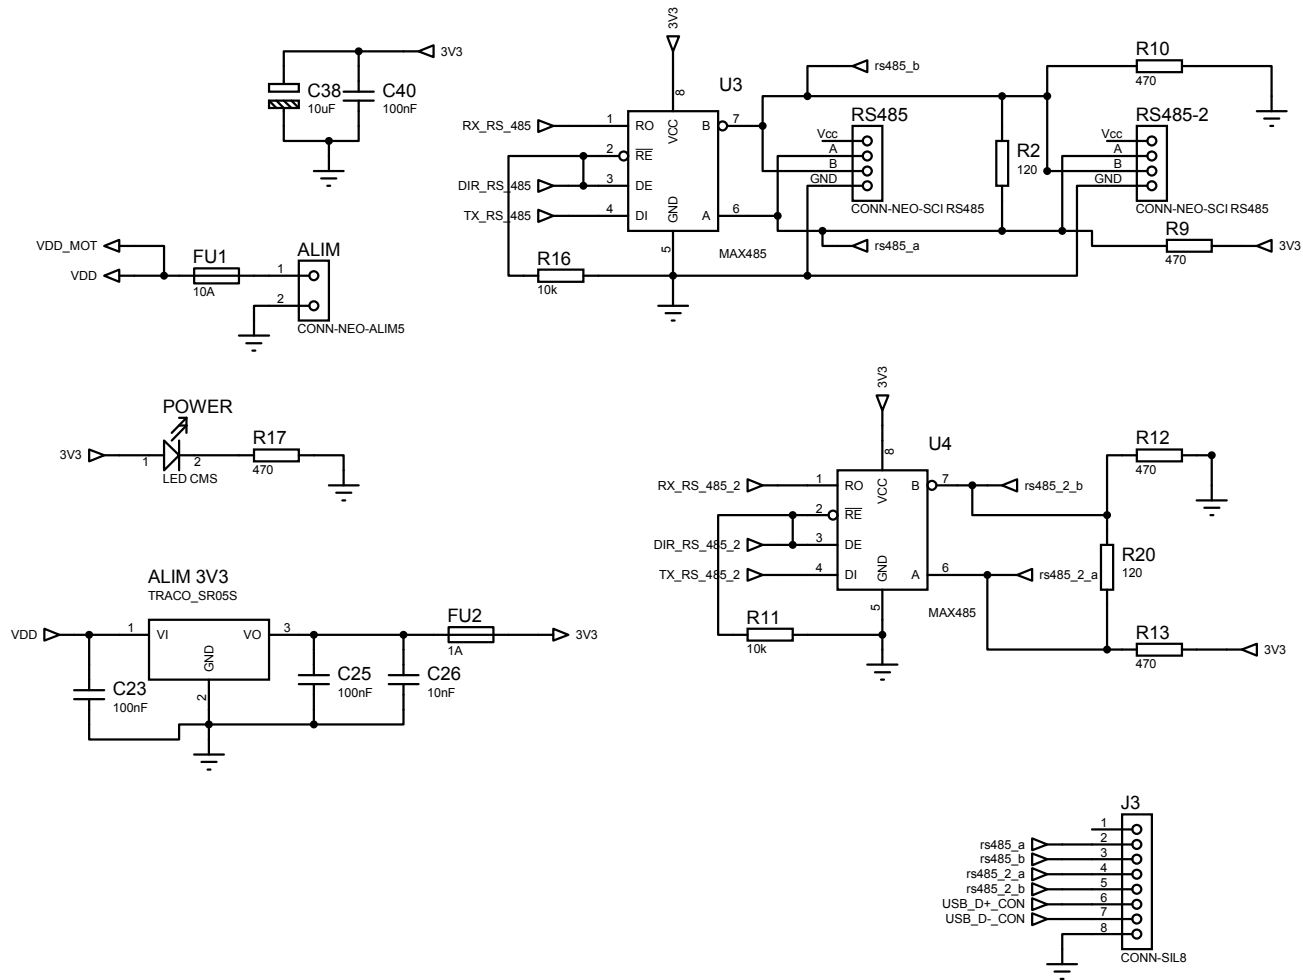 3V3
C38
10uF
C40
100nF
3V3
U3
RX_RS_485
DIR_RS_485
TX_RS_485
1
2
3
4
RO
RE
DE
DI
VCC
GND
B
A
8
7
6
5
MAX485
R16
10k
rs485_b
rs485_a
RS485
Vcc
A
B
GND
CONN-NEO-SCI RS485
R2
120
R10
470
RS485-2
Vcc
A
B
GND
CONN-NEO-SCI RS485
R9
470
3V3
VDD_MOT
VDD
FU1
10A
ALIM
1
2
CONN-NEO-ALIM5
POWER
3V3
1
2
LED CMS
R17
470
3V3
U4
RX_RS_485_2
DIR_RS_485_2
TX_RS_485_2
1
2
3
4
RO
RE
DE
DI
VCC
GND
B
A
8
7
6
5
MAX485
R11
10k
rs485_2_b
rs485_2_a
R12
470
R20
120
R13
470
3V3
ALIM 3V3
TRACO_SR05S
VDD
1
VI
VO
3
GND
2
C23
100nF
C25
100nF
C26
10nF
FU2
1A
3V3
J3
1
rs485_a 2
rs485_b 3
rs485_2_a 4
rs485_2_b 5
USB_D+_CON 6
USB_D-_CON 7
8
CONN-SIL8